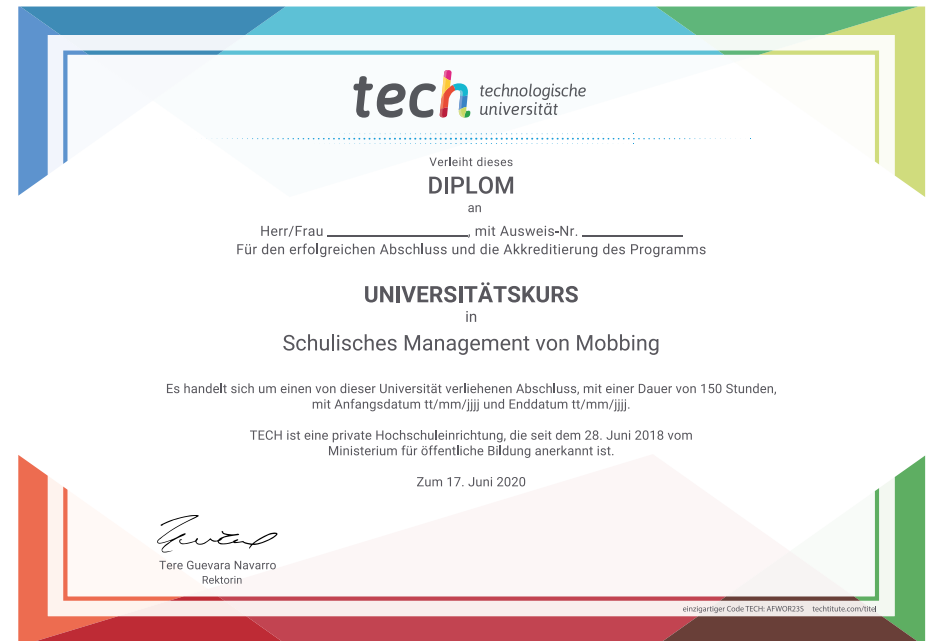 tech technologische
universität
Verleiht dieses
DIPLOM
an
Herr/Frau ____________, mit Ausweis-Nr. ____________
Für den erfolgreichen Abschluss und die Akkreditierung des Programms
UNIVERSITÄTSKURS
in
Schulisches Management von Mobbing
Es handelt sich um einen von dieser Universität verliehenen Abschluss, mit einer Dauer von 150 Stunden,
mit Anfangsdatum tt/mm/jjjj und Enddatum tt/mm/jjjj.
TECH ist eine private Hochschuleinrichtung, die seit dem 28. Juni 2018 vom
Ministerium für öffentliche Bildung anerkannt ist.
Zum 17. Juni 2020
Tere Guevara Navarro
Rektorin
einzigartiger Code TECH: AFWOR23S techtitute.com/titel